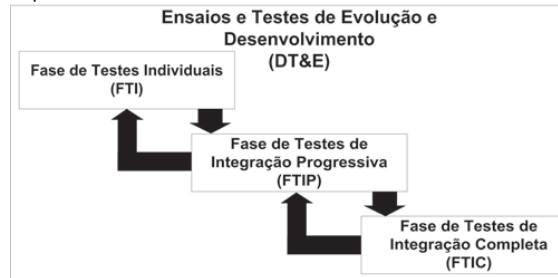 Ensaios e Testes de Evolução e
Desenvolvimento
(DT&E)
Fase de Testes Individuais
(FTI)
Fase de Testes de
Integração Progressiva
(FTIP)
Fase de Testes de
Integração Completa
(FTIC)